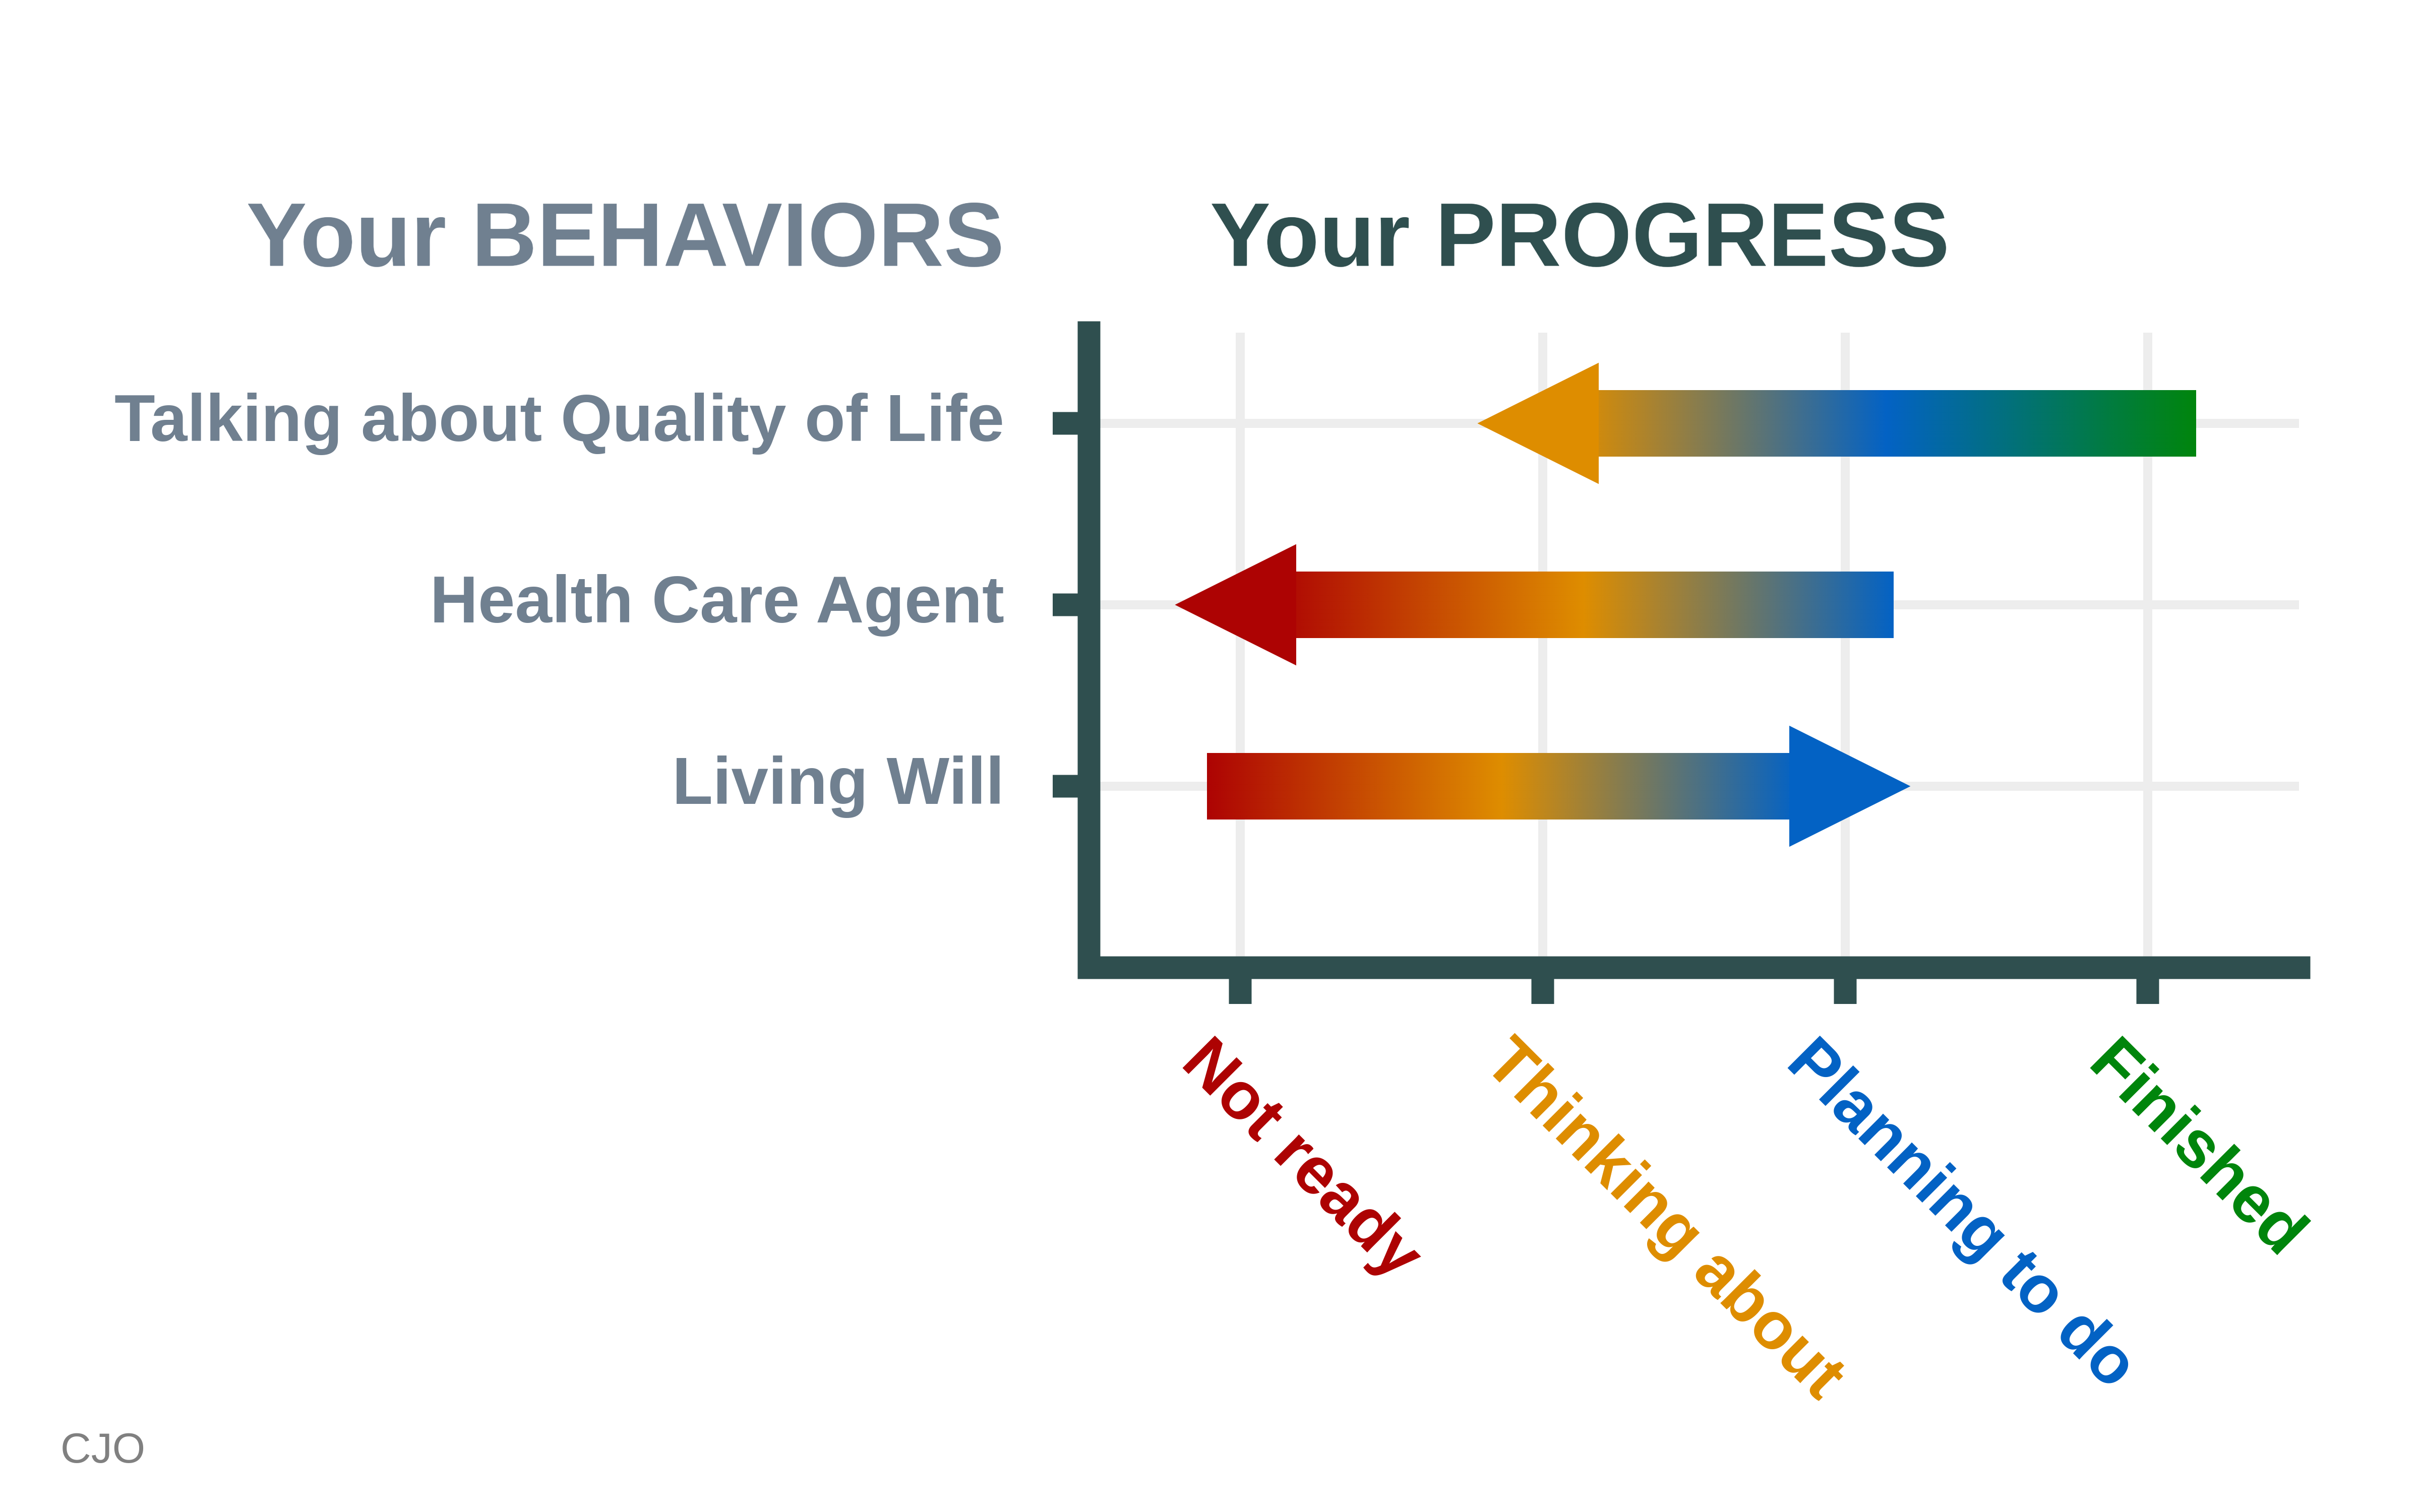 Your BEHAVIORS
Your PROGRESS
Talking about Quality of Life
Health Care Agent
Living Will
Not ready
Thinking about
Planning to do
Finished
CJO